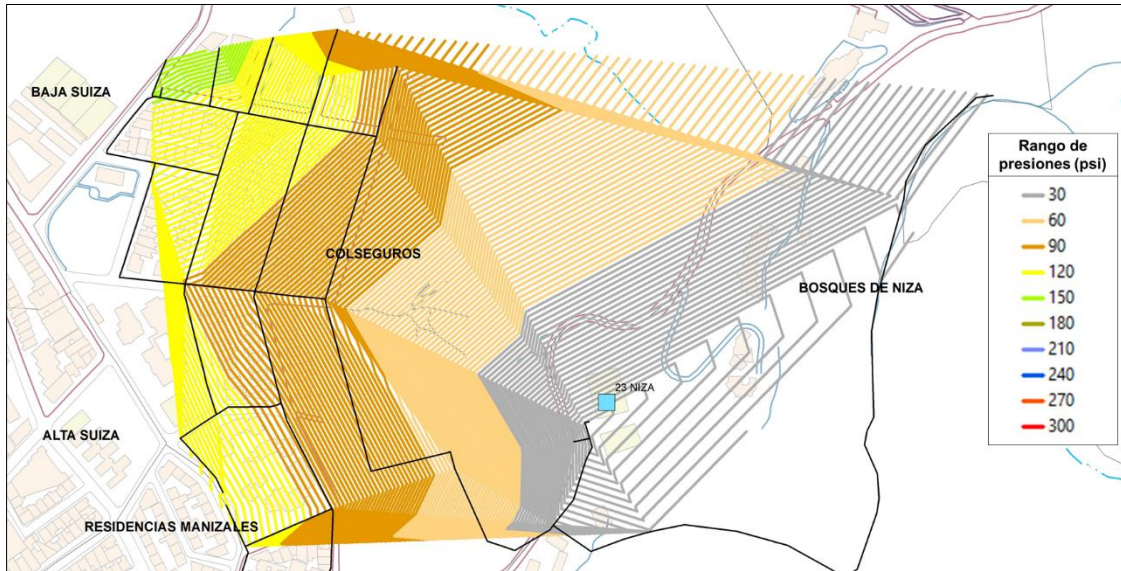 BAJA SUIZA
COLSEGUROS
BOSQUES DE NIZA
23 NIZA
ALTA SUIZA
RESIDENCIAS MANIZALES
Rango de
presiones (psi)
30
60
90
120
150
180
210
240
270
300